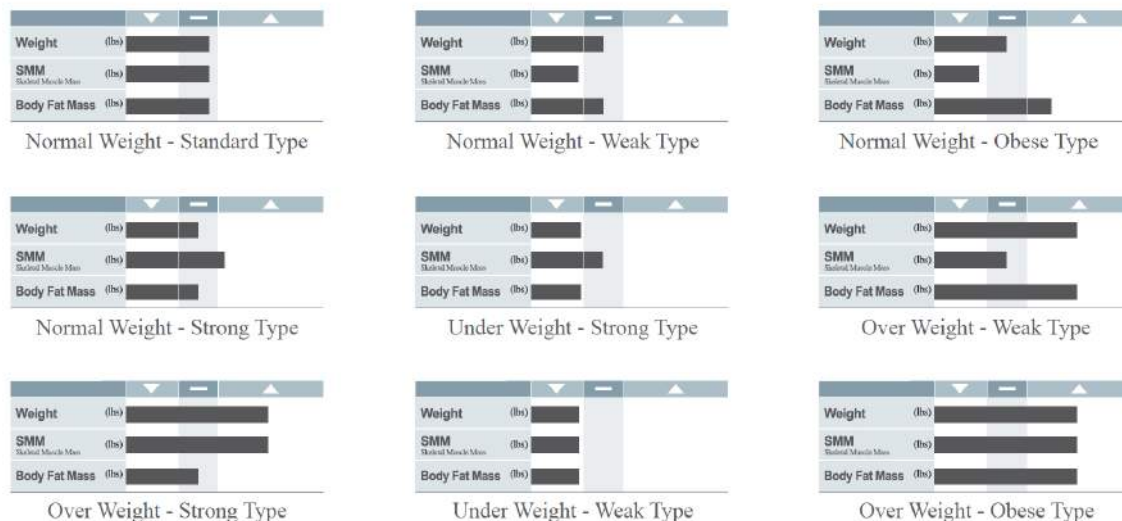 Weight (lbs)
SMM (lbs)
Skeletal Muscle Mass
Body Fat Mass (lbs)
Normal Weight - Standard Type
Weight (lbs)
SMM (lbs)
Skeletal Muscle Mass
Body Fat Mass (lbs)
Normal Weight - Weak Type
Weight (lbs)
SMM (lbs)
Skeletal Muscle Mass
Body Fat Mass (lbs)
Normal Weight - Obese Type
Weight (lbs)
SMM (lbs)
Skeletal Muscle Mass
Body Fat Mass (lbs)
Normal Weight - Strong Type
Weight (lbs)
SMM (lbs)
Skeletal Muscle Mass
Body Fat Mass (lbs)
Under Weight - Strong Type
Weight (lbs)
SMM (lbs)
Skeletal Muscle Mass
Body Fat Mass (lbs)
Over Weight - Weak Type
Weight (lbs)
SMM (lbs)
Skeletal Muscle Mass
Body Fat Mass (lbs)
Over Weight - Strong Type
Weight (lbs)
SMM (lbs)
Skeletal Muscle Mass
Body Fat Mass (lbs)
Under Weight - Weak Type
Weight (lbs)
SMM (lbs)
Skeletal Muscle Mass
Body Fat Mass (lbs)
Over Weight - Obese Type